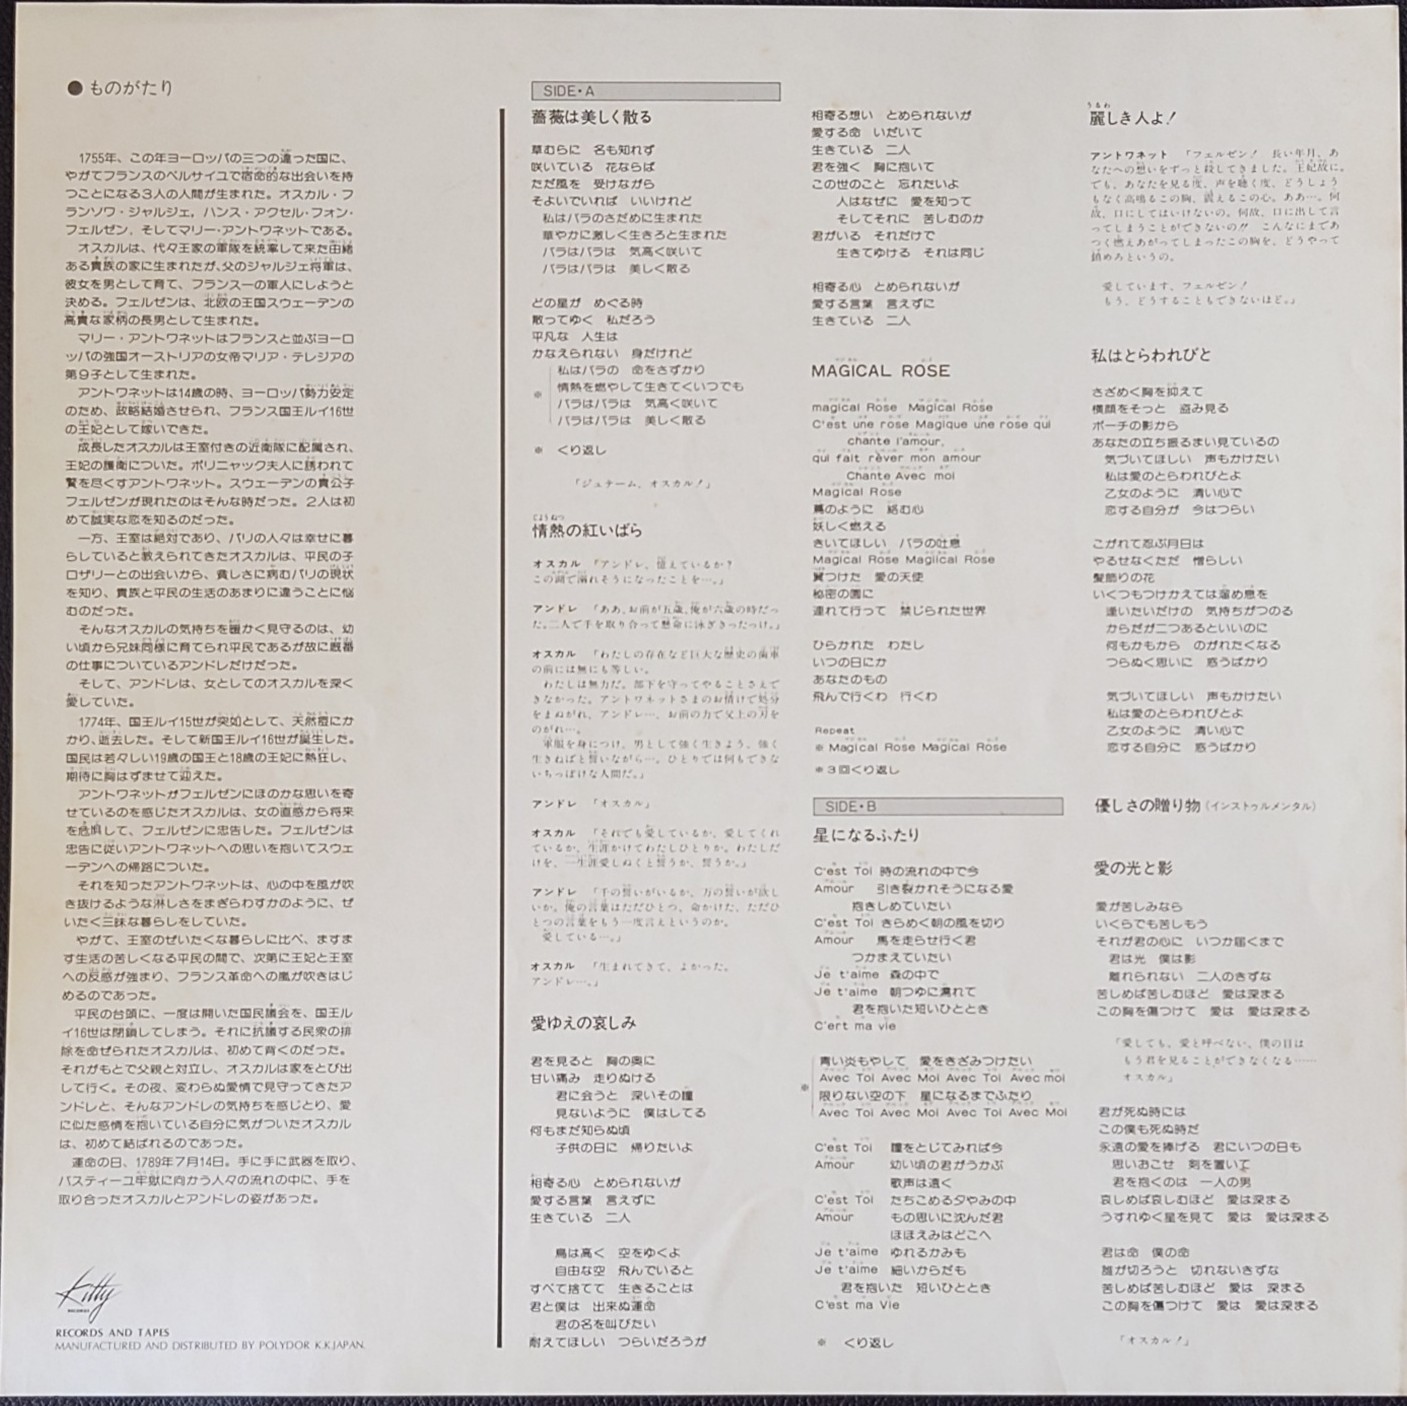 ●ものがたり
1755年、この年ヨーロッパの三つの違った国に、
やがてフランスのベルサイユで宿命的な出会いを持
つことになる3人の人間が生まれた。オスカル・フ
ランソワ・ジャルジェ，ハンス・アクセル・フォン・
フェルゼン，そしてマリー・アントワネットである。
オスカルは、代々王家の軍隊を統率して来た由緒
ある貴族の家に生まれたが、父のジャルジェ将軍は、
彼女を男として育て、フランス一の軍人にしようと
決める。フェルゼンは、北欧の王国スウェーデンの
高貴な家柄の長男として生まれた。
マリー・アントワネットはフランスと並ぶヨーロ
ッパの強国オーストリアの女帝マリア・テレジアの
第9子として生まれた。
アントワネットは14歳の時、ヨーロッパ勢力安定
のため、政略結婚させられ、フランス国王ルイ16世
の王妃として嫁いできた。
成長したオスカルは王室付きの近衛隊に配属され、
王妃の護衛についた。ポリニャック夫人に誘われて
贅を尽くすアントワネット。スウェーデンの貴公子
フェルゼンが現れたのはそんな時だった。2人は初
めて誠実な恋を知るのだった。
一方、王室は絶対であり、パリの人々は幸せに暮
らしていると教えられてきたオスカルは、平民の子
ロザリーとの出会いから、貧しさに病むパリの現状
を知り、貴族と平民の生活のあまりに違うことに悩
むのだった。
そんなオスカルの気持ちを暖かく見守るのは、幼
い頃から兄妹同様に育てられ平民であるが故に厩番
の仕事についているアンドレだけだった。
そして、アンドレは、女としてのオスカルを深く
愛していた。
1774年、国王ルイ15世が突如として、天然痘にか
かり、逝去した。そして新国王ルイ16世が誕生した。
国民は若々しい19歳の国王と18歳の王妃に熱狂し、
期待に胸はずませて迎えた。
アントワネットがフェルゼンにほのかな思いを寄
せているのを感じたオスカルは、女の直感から将来
を危惧して、フェルゼンに忠告した。フェルゼンは
忠告に従いアントワネットへの思いを抱いてスウェ
ーデンへの帰路についた。
それを知ったアントワネットは、心の中を風が吹
き抜けるような淋しさをまぎらわすかのように、ぜ
いたく三昧な暮らしをしていた。
やがて、王室のぜいたくな暮らしに比べ、ますま
す生活の苦しくなる平民の間で、次第に王妃と王室
への反感が強まり、フランス革命への嵐が吹きはじ
めるのであった。
平民の台頭に、一度は開いた国民議会を、国王ル
イ16世は閉鎖してしまう。それに抗議する民衆の排
除を命ぜられたオスカルは、初めて背くのだった。
それがもとで父親と対立し、オスカルは家をとび出
して行く。その夜、変わらぬ愛情で見守ってきたア
ンドレと、そんなアンドレの気持ちを感じとり、愛
に似た感情を抱いている自分に気がついたオスカル
は、初めて結ばれるのであった。
運命の日、1789年7月14日。手に手に武器を取り、
バスティーユ牢獄に向かう人々の流れの中に、手を
取り合ったオスカルとアンドレの姿があった。
Kitty
RECORDS
RECORDS AND TAPES
MANUFACTURED AND DISTRIBUTED BY POLYDOR K.K.JAPAN.
SIDE・A
薔薇は美しく散る
草むらに 名も知れず
咲いている 花ならば
ただ風を 受けながら
そよいでいれば いいけれど
私はバラのさだめに生まれた
華やかに激しく生きろと生まれた
バラはバラは 気高く咲いて
バラはバラは 美しく散る
どの星が めぐる時
散ってゆく 私だろう
平凡な 人生は
かなえられない 身だけれど
私はバラの 命をさずかり
情熱を燃やして生きてくいつでも
※ バラはバラは 気高く咲いて
バラはバラは 美しく散る
※ くり返し
「ジュテーム、オスカル！」
情熱の紅いばら
じょうねつ
オスカル 「アンドレ、憶えているか？
この湖で溺れそうになったことを…。」
アンドレ 「ああ、お前が五歳、俺が六歳の時だっ
た。二人で手を取り合って懸命に泳ぎきったっけ。」
オスカル 「わたしの存在など巨大な歴史の歯車
の前には無にも等しい。
わたしは無力だ。部下を守ってやることさえで
きなかった。アントワネットさまのお情けで処分
をまぬがれ、アンドレ…、お前の力で父上の刃を
のがれ…。
軍服を身につけ、男として強く生きよう、強く
生きねばと誓いながら…。ひとりでは何もできな
いちっぽけな人間だ。」
アンドレ 「オスカル」
オスカル 「それでも愛しているか、愛してくれ
ているか、生涯かけてわたしひとりか。わたしだ
けを、一生涯愛しぬくと誓うか、誓うか。」
アンドレ 「千の誓いがいるか、万の誓いが欲し
いか。俺の言葉はただひとつ、命かけた、ただひ
とつの言葉をもう一度言えというのか。
愛している…。」
オスカル 「生まれてきて、よかった。
アンドレ…。」
愛ゆえの哀しみ
君を見ると 胸の奥に
甘い痛み 走りぬける
君に会うと 深いその瞳
見ないように 僕はしてる
何もまだ知らぬ頃
子供の日に 帰りたいよ
相寄る心 とめられないが
愛する言葉 言えずに
生きている 二人
鳥は高く 空をゆくよ
自由な空 飛んでいると
すべて捨てて 生きることは
君と僕は 出来ぬ運命
君の名を叫びたい
耐えてほしい つらいだろうが
相寄る想い とめられないが
愛する命 いだいて
生きている 二人
君を強く 胸に抱いて
この世のこと 忘れたいよ
人はなぜに 愛を知って
そしてそれに 苦しむのか
君がいる それだけで
生きてゆける それは同じ
相寄る心 とめられないが
愛する言葉 言えずに
生きている 二人
MAGICAL ROSE
magical Rose Magical Rose
C'est une rose Magique une rose qui
chante l'amour,
qui fait rêver mon amour
Chante Avec moi
Magical Rose
蔦のように 絡む心
妖しく燃える
きいてほしい バラの吐息
Magical Rose Magiical Rose
翼つけた 愛の天使
秘密の園に
連れて行って 禁じられた世界
ひらかれた わたし
いつの日にか
あなたのもの
飛んで行くわ 行くわ
Repeat
※ Magical Rose Magical Rose
※3回くり返し
SIDE・B
星になるふたり
C'est Toi 時の流れの中で今
Amour 引き裂かれそうになる愛
抱きしめていたい
C'est Toi きらめく朝の風を切り
Amour 馬を走らせ行く君
つかまえていたい
Je t'aime 森の中で
Je t'aime 朝つゆに濡れて
君を抱いた短いひととき
C'ert ma vie
青い炎もやして 愛をきざみつけたい
Avec Toi Avec Moi Avec Toi Avec moi
※ 限りない空の下 星になるまでふたり
Avec Toi Avec Moi Avec Toi Avec Moi
C'est Toi 瞳をとじてみれば今
Amour 幼い頃の君がうかぶ
歌声は遠く
C'est Toi たちこめる夕やみの中
Amour もの思いに沈んだ君
ほほえみはどこへ
Je t'aime ゆれるかみも
Je t'aime 細いからだも
君を抱いた 短いひととき
C'est ma Vie
※ くり返し
麗しき人よ！
うるわ
アントワネット 「フェルゼン！ 長い年月、あ
なたへの想いをずっと殺してきました。王妃故に。
でも、あなたを見る度、声を聴く度、どうしょう
もなく高鳴るこの胸、震えるこの心。ああ…。何
故、口にしてはいけないの。何故、口に出して言
ってしまうことができないの!! こんなにまであ
つく燃えあがってしまったこの胸を、どうやって
鎮めろというの。
愛しています、フェルゼン！
もう、どうすることもできないほど。」
私はとらわれびと
さざめく胸を抑えて
横顔をそっと 盗み見る
ポーチの影から
あなたの立ち振るまい見ているの
気づいてほしい 声もかけたい
私は愛のとらわれびとよ
乙女のように 清い心で
恋する自分が 今はつらい
こがれて忍ぶ月日は
やるせなくただ 憎らしい
髪飾りの花
いくつもつけかえては溜め息を
逢いたいだけの 気持ちがつのる
からだが二つあるといいのに
何もかもから のがれたくなる
つらぬく思いに 惑うばかり
気づいてほしい 声もかけたい
私は愛のとらわれびとよ
乙女のように 清い心で
恋する自分に 惑うばかり
優しさの贈り物（インストゥルメンタル）
愛の光と影
愛が苦しみなら
いくらでも苦しもう
それが君の心に いつか届くまで
君は光 僕は影
離れられない 二人のきずな
苦しめば苦しむほど 愛は深まる
この胸を傷つけて 愛は 愛は深まる
「愛しても、愛と呼べない、僕の目は
もう君を見ることができなくなる……
オスカル」
君が死ぬ時には
この僕も死ぬ時だ
永遠の愛を捧げる 君にいつの日も
思いおこせ 剣を置いて
君を抱くのは 一人の男
哀しめば哀しむほど 愛は深まる
うすれゆく星を見て 愛は 愛は深まる
君は命 僕の命
誰が切ろうと 切れないきずな
苦しめば苦しむほど 愛は 深まる
この胸を傷つけて 愛は 愛は深まる
「オスカル！」